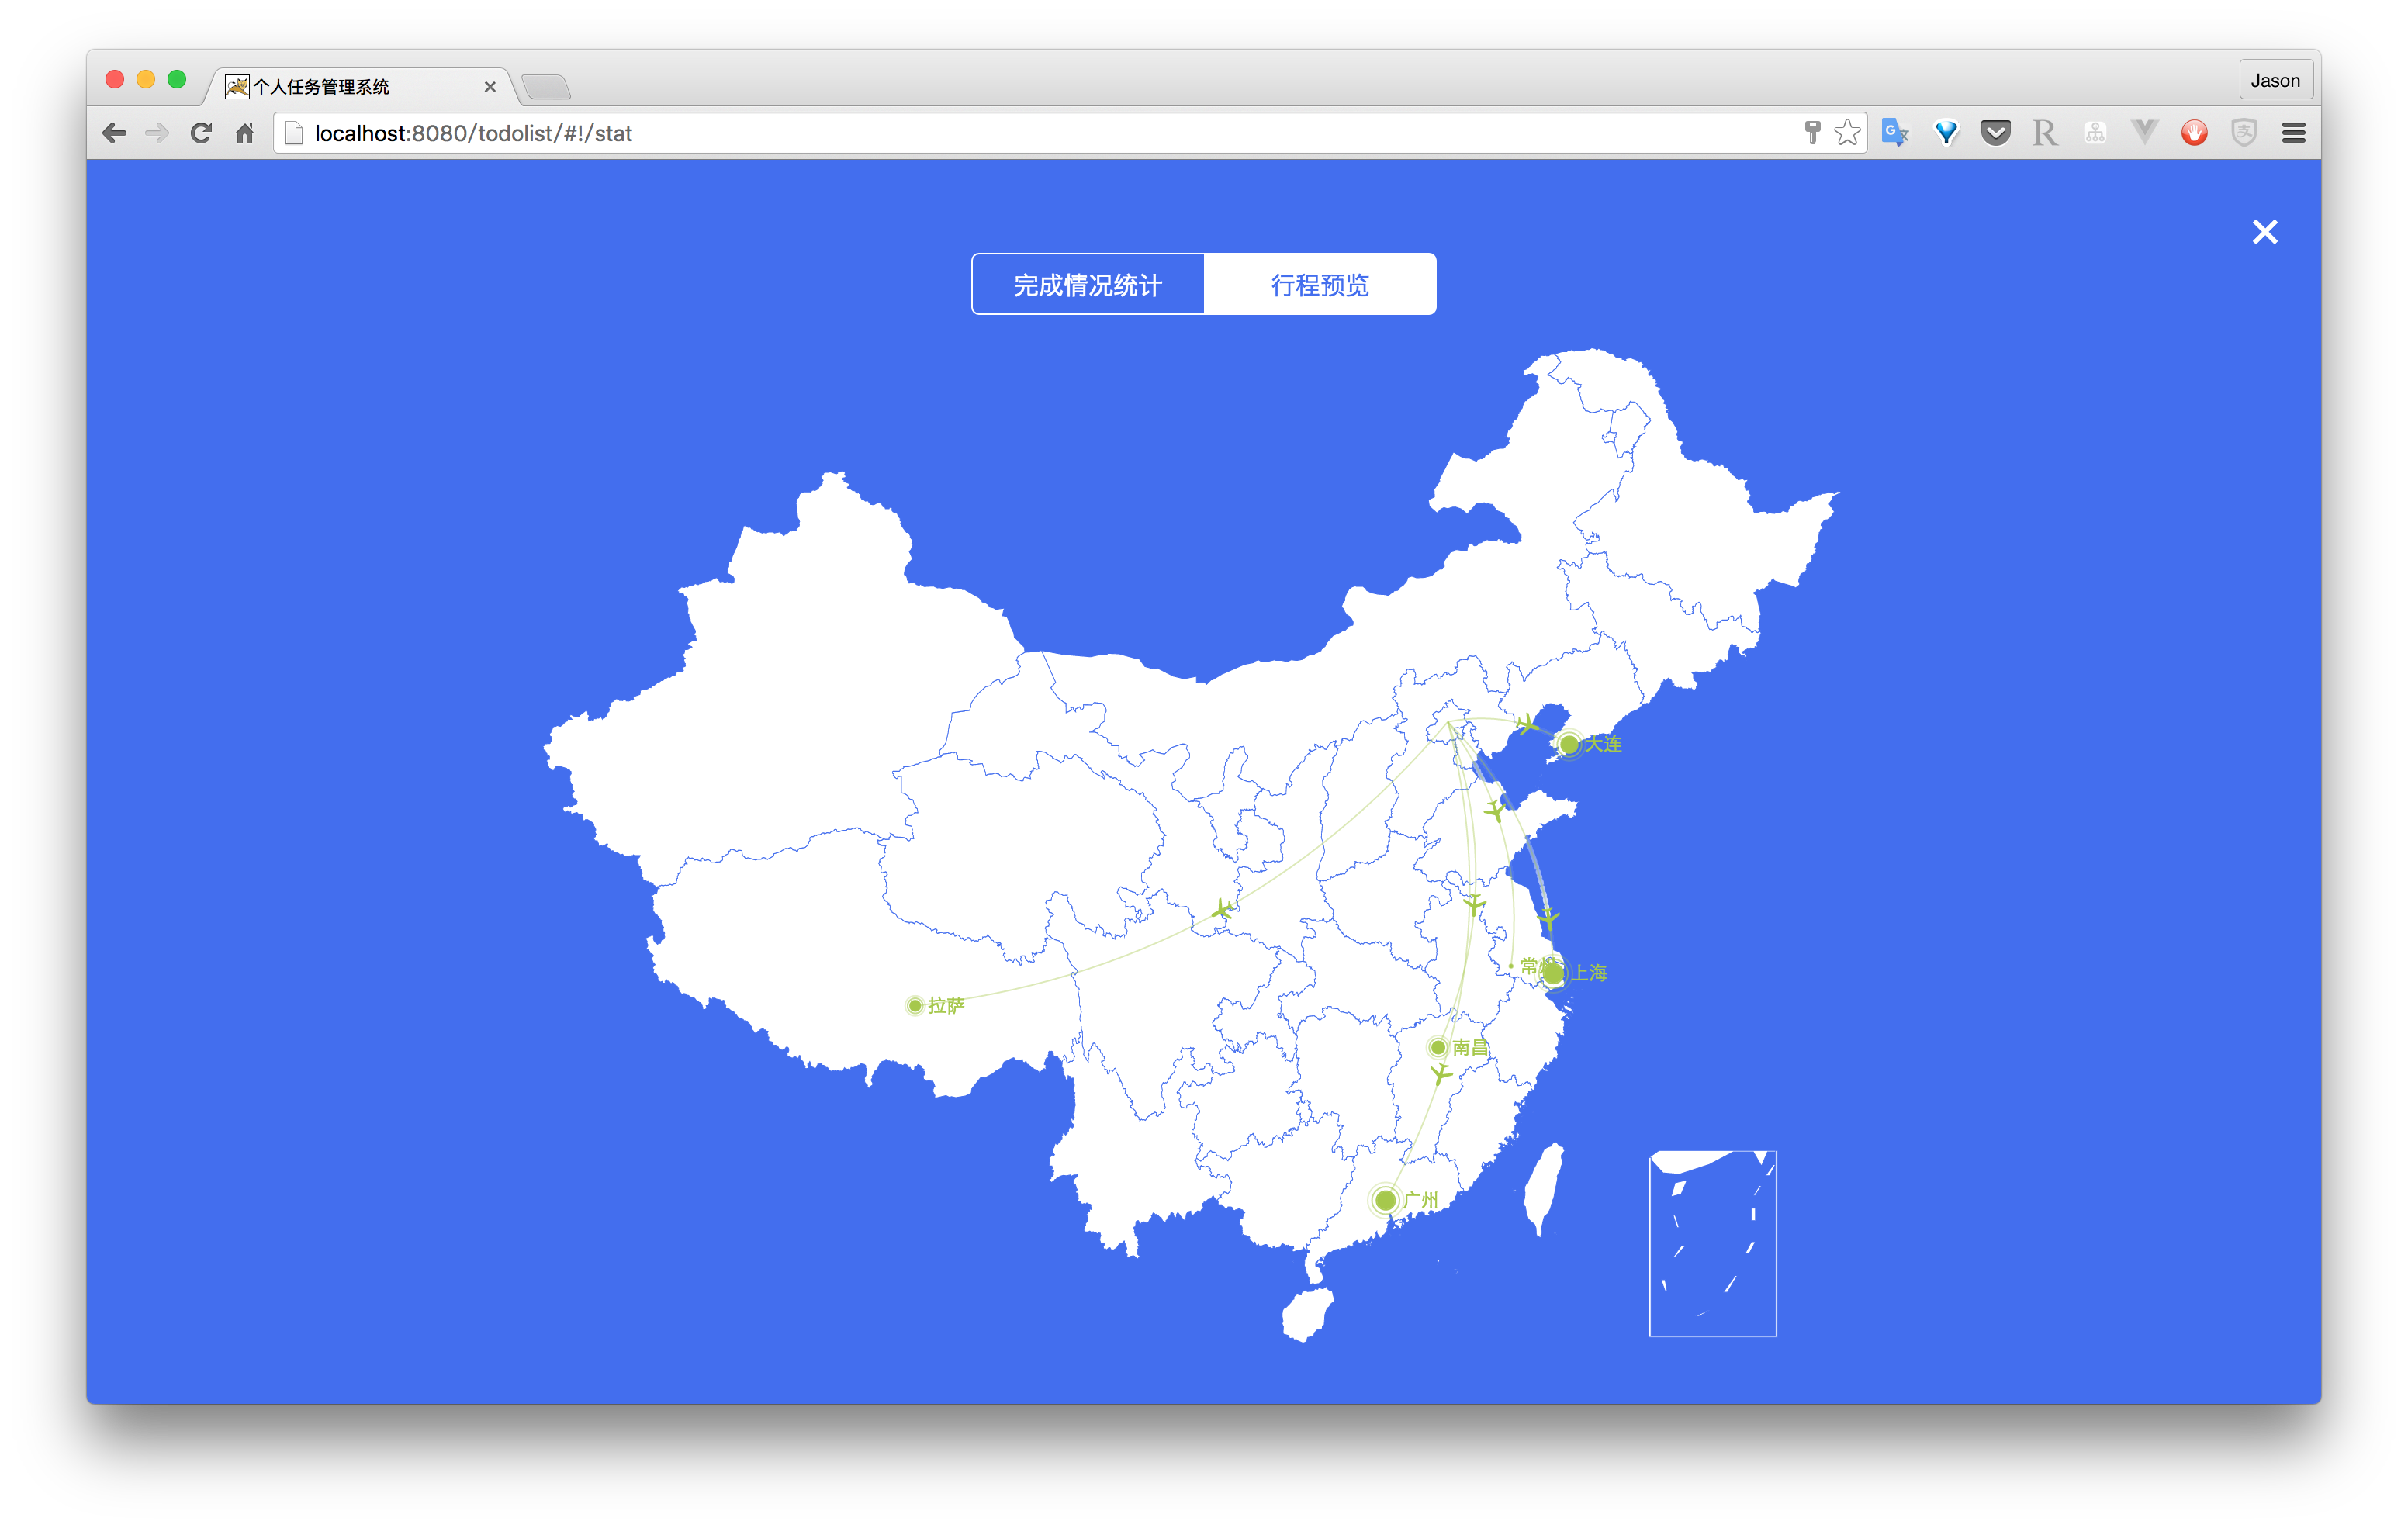 个人任务管理系统
Jason
localhost:8080/todolist/#!/stat
完成情况统计
行程预览
大连
常州
上海
拉萨
南昌
广州